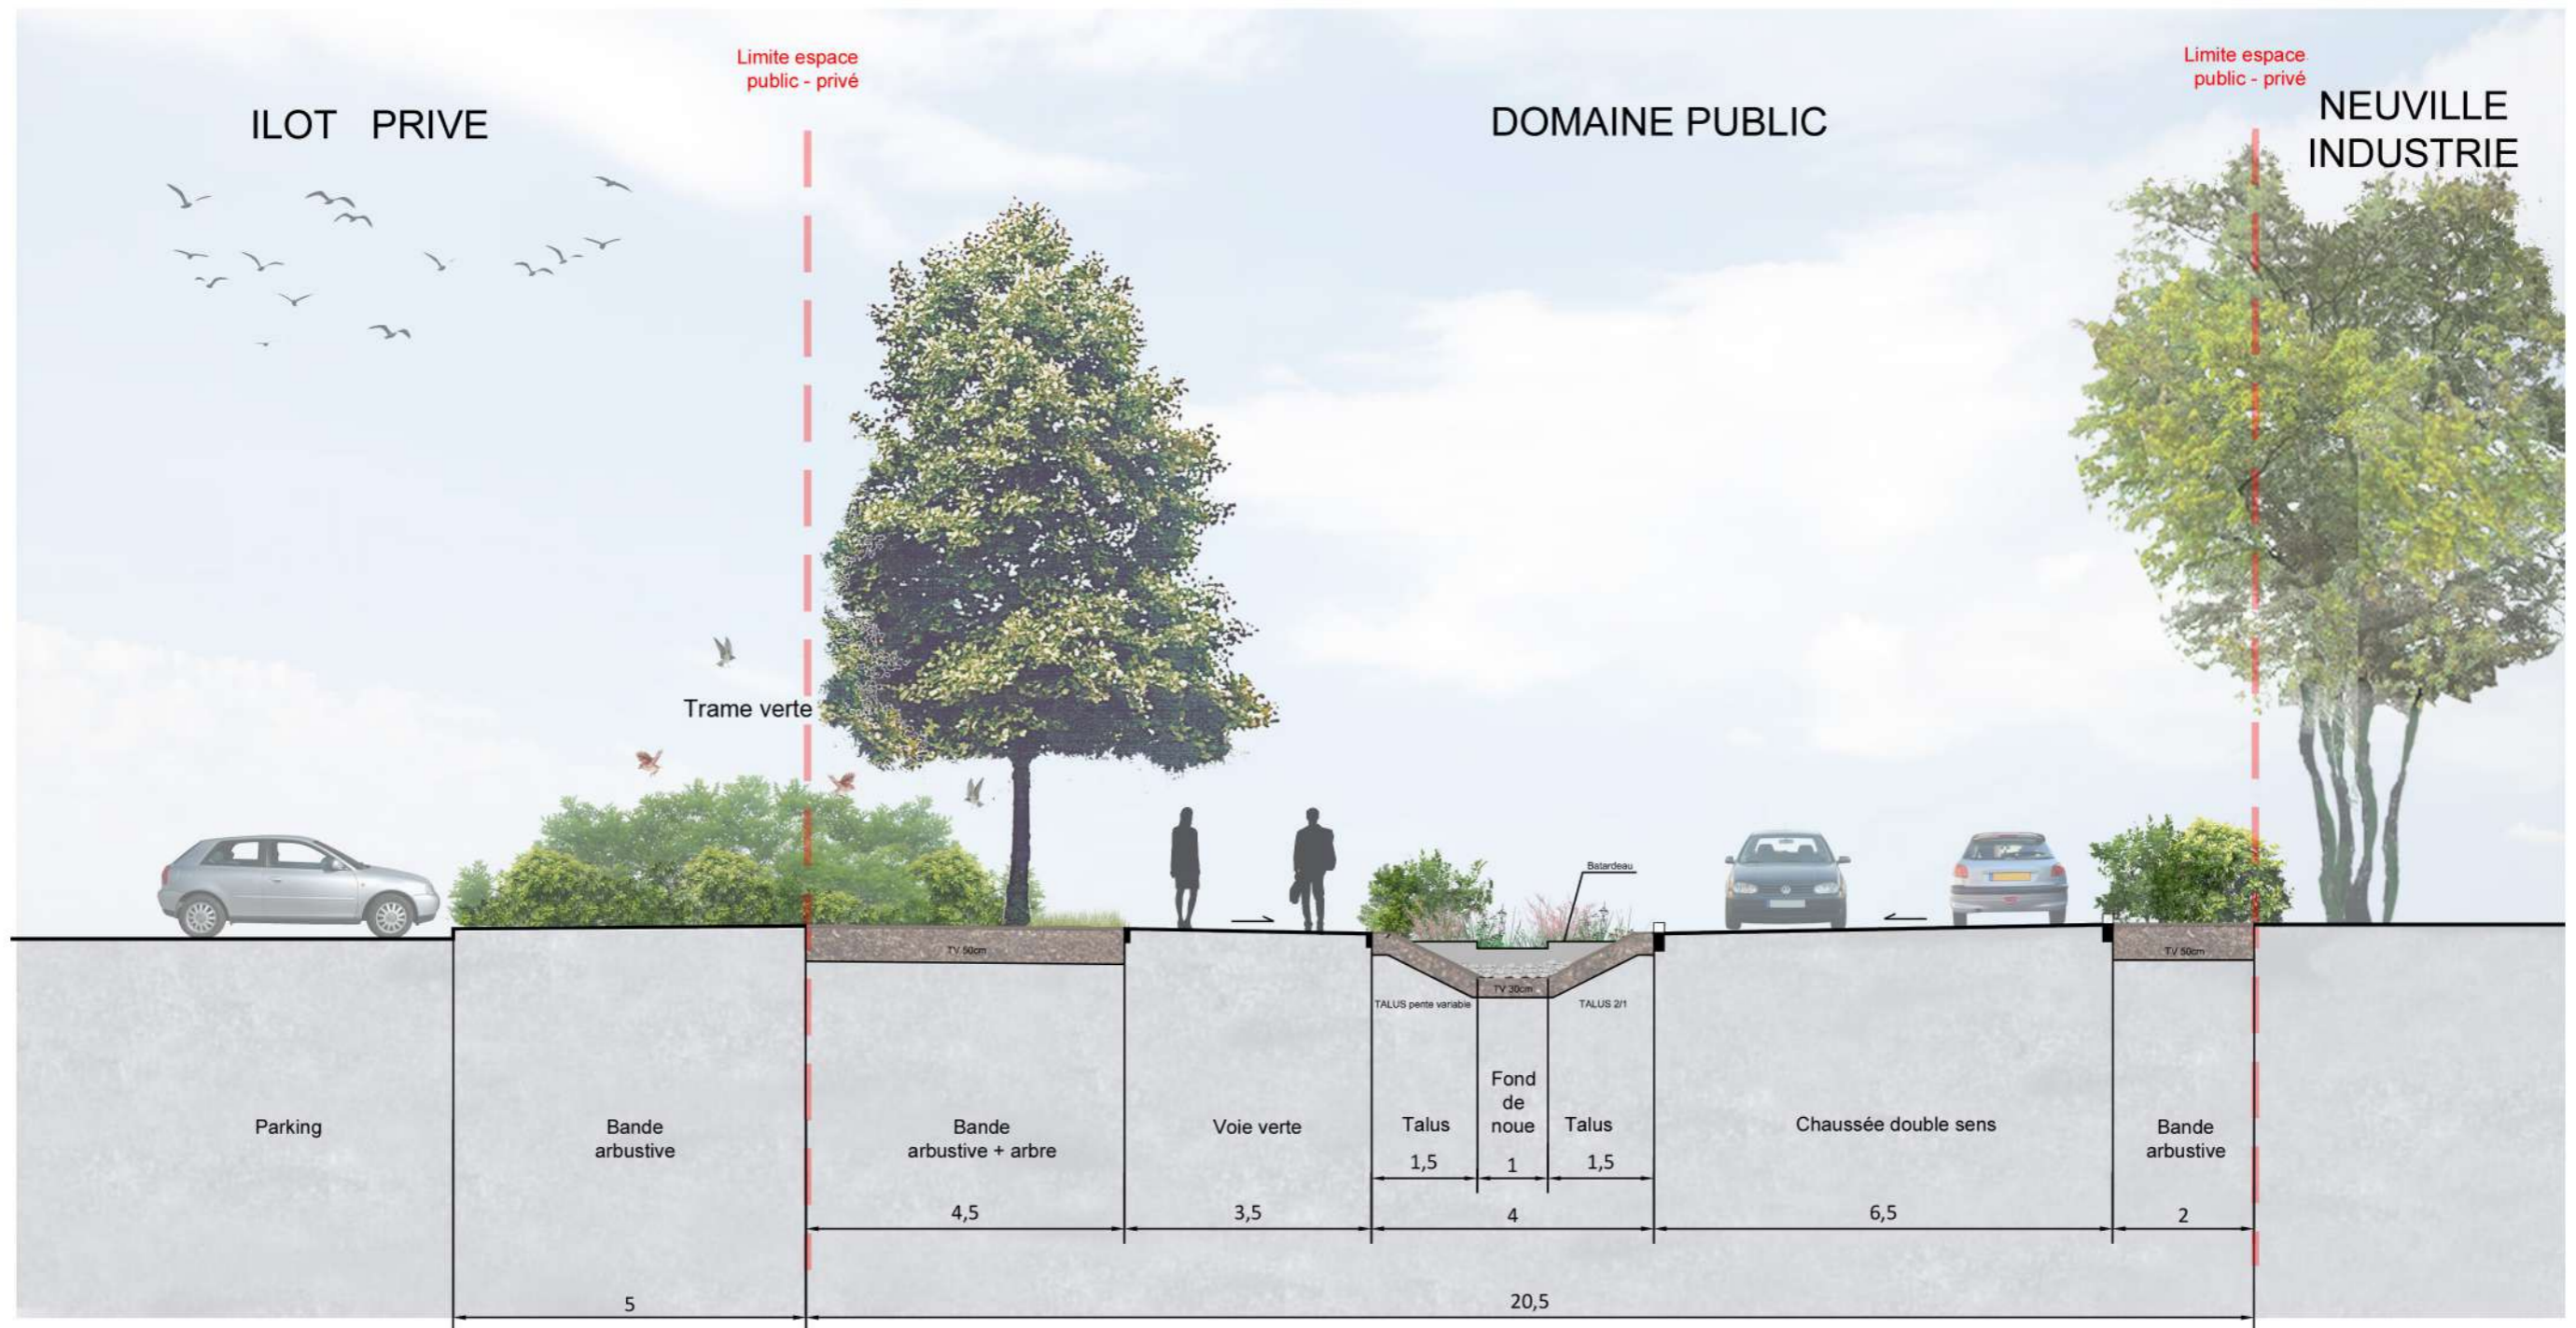 Limite espace
public - privé
Limite espace
public - privé
ILOT PRIVE
DOMAINE PUBLIC
NEUVILLE
INDUSTRIE
Trame verte
Batardeau
TV 50cm
TV 50cm
TV 30cm
TALUS pente variable
TALUS 2/1
Parking
Bande
arbustive
Bande
arbustive + arbre
Voie verte
Talus
1,5
Fond
de
noue
1
Talus
1,5
Chaussée double sens
Bande
arbustive
4,5
3,5
4
6,5
2
5
20,5